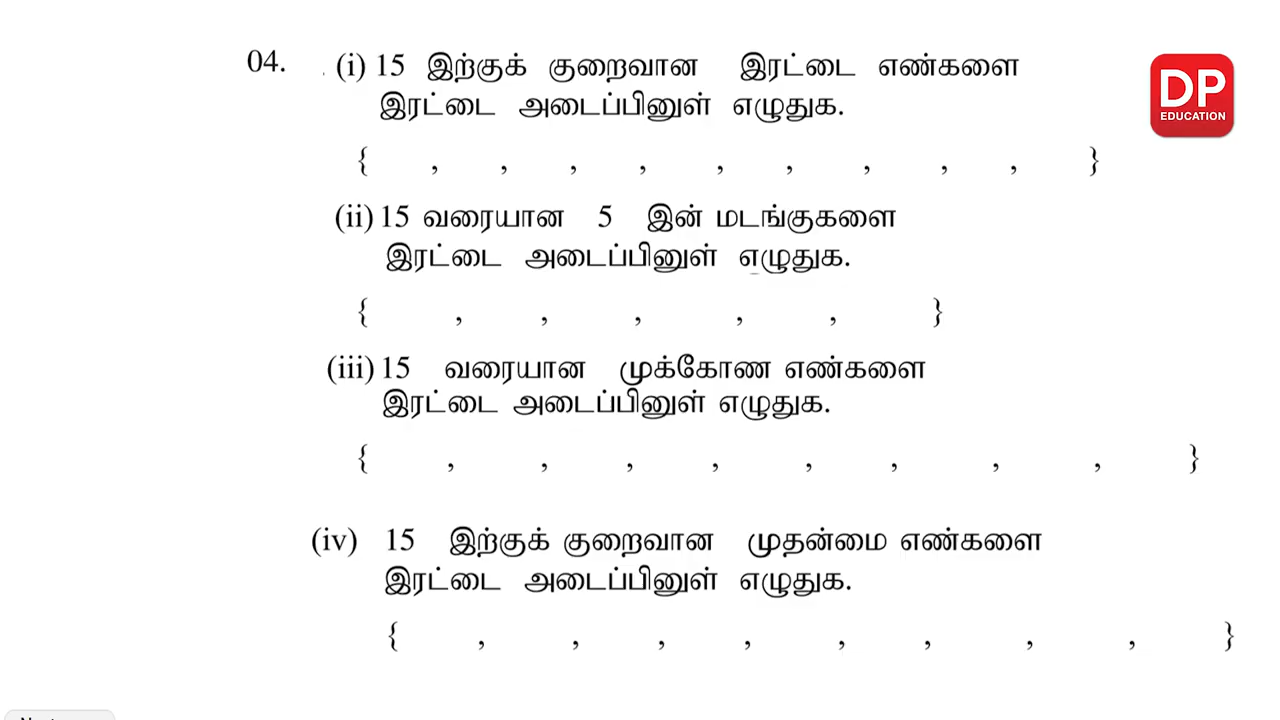 04. (i) 15 இற்குக் குறைவான இரட்டை எண்களை
இரட்டை அடைப்பினுள் எழுதுக.
{ , , , , , , , , , }
(ii) 15 வரையான 5 இன் மடங்குகளை
இரட்டை அடைப்பினுள் எழுதுக.
{ , , , , , }
(iii) 15 வரையான முக்கோண எண்களை
இரட்டை அடைப்பினுள் எழுதுக.
{ , , , , , , , , }
(iv) 15 இற்குக் குறைவான முதன்மை எண்களை
இரட்டை அடைப்பினுள் எழுதுக.
{ , , , , , , , , }
DP
EDUCATION